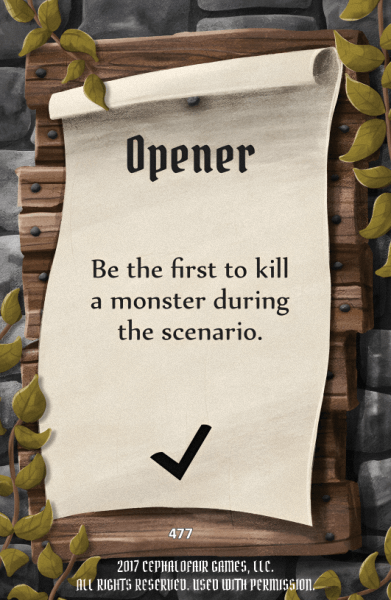 Opener
Be the first to kill
a monster during
the scenario.
477
2017 CEPHALOFAIR GAMES, LLC.
ALL RIGHTS RESERVED. USED WITH PERMISSION.